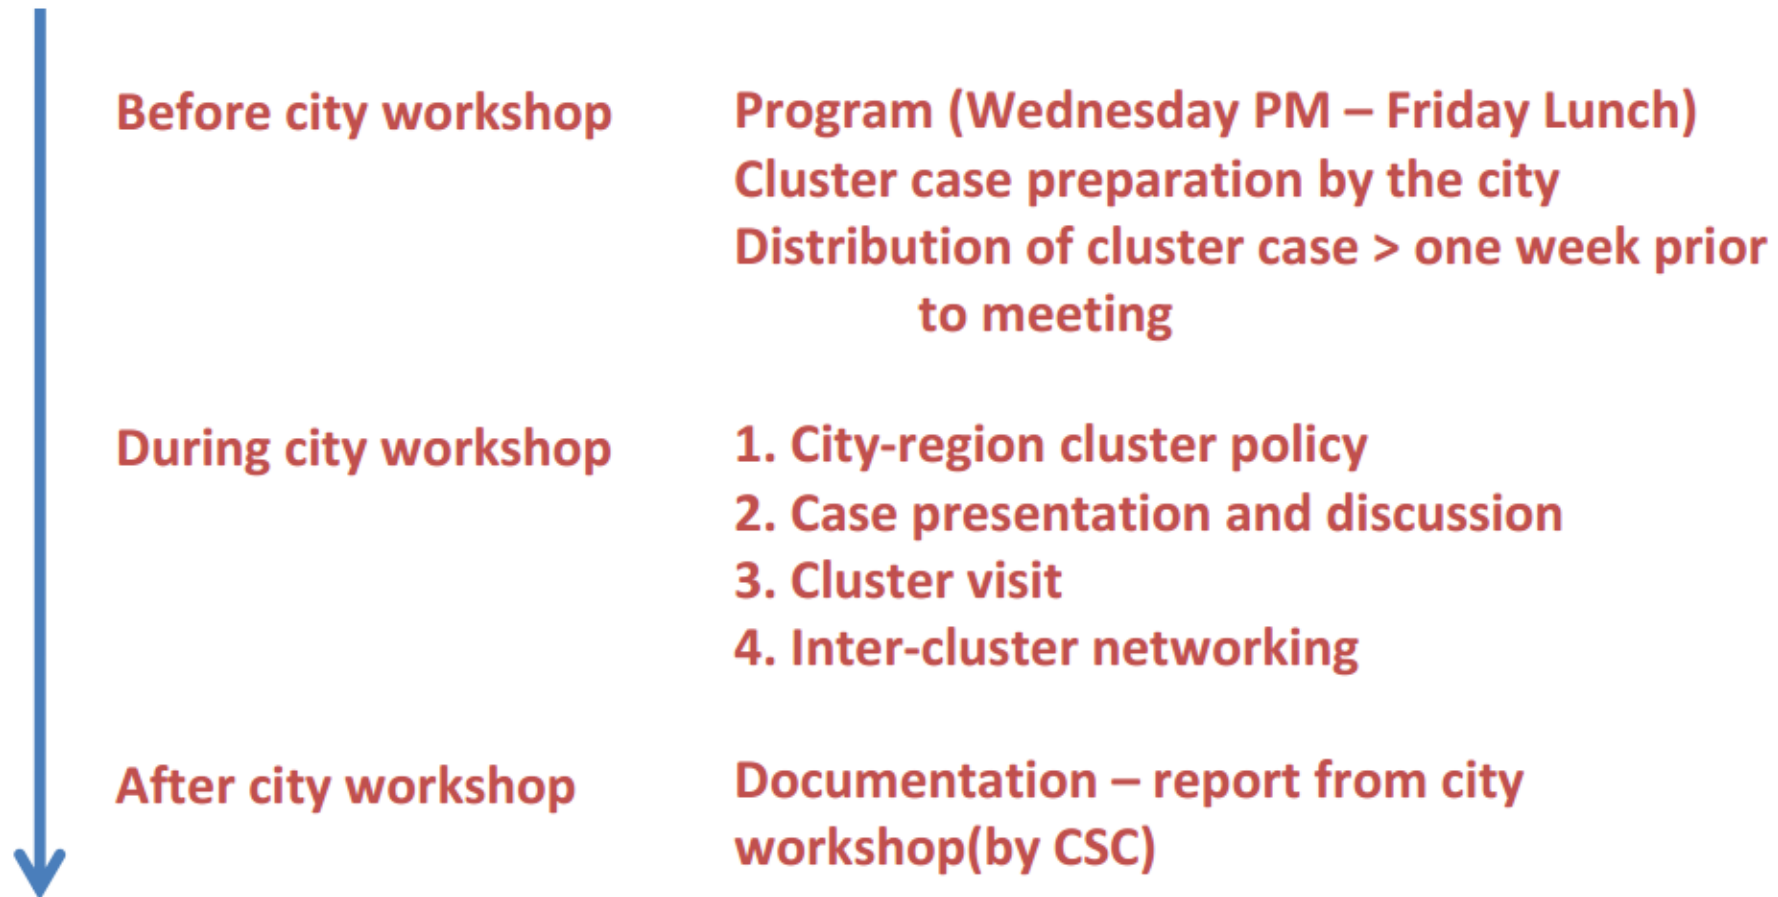 Before city workshop
Program (Wednesday PM – Friday Lunch)
Cluster case preparation by the city
Distribution of cluster case > one week prior
to meeting
During city workshop
1. City-region cluster policy
2. Case presentation and discussion
3. Cluster visit
4. Inter-cluster networking
After city workshop
Documentation – report from city
workshop(by CSC)